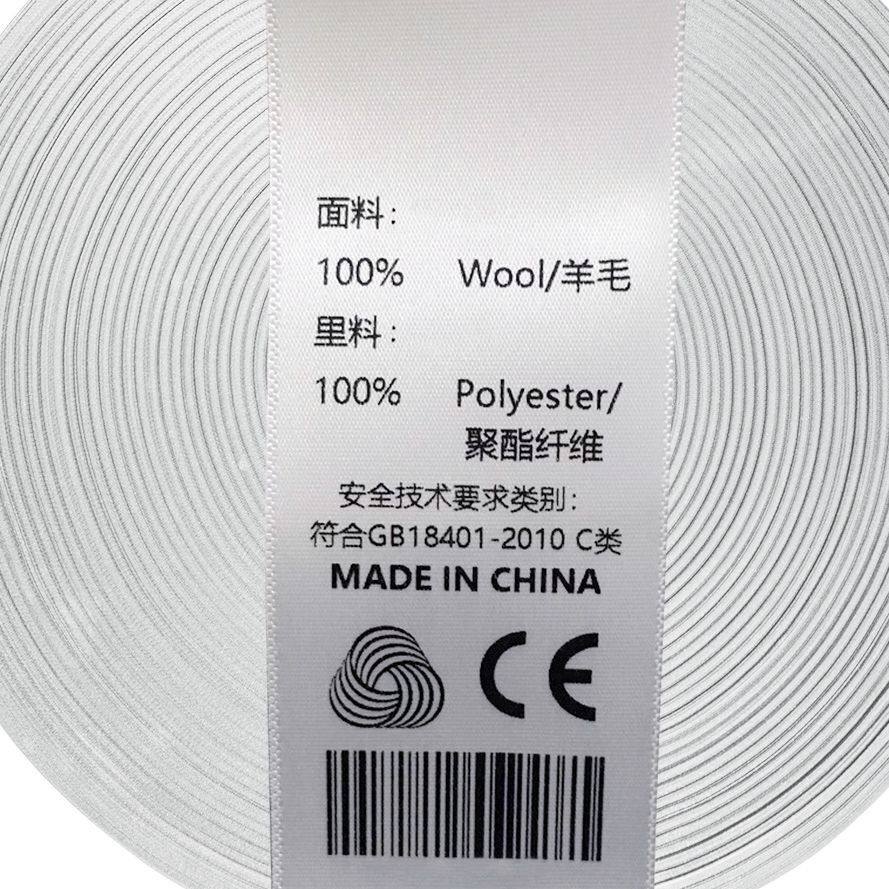 面料：
100% Wool/羊毛
里料：
100% Polyester/
聚酯纤维
安全技术要求类别：
符合GB18401-2010 C类
MADE IN CHINA
CE